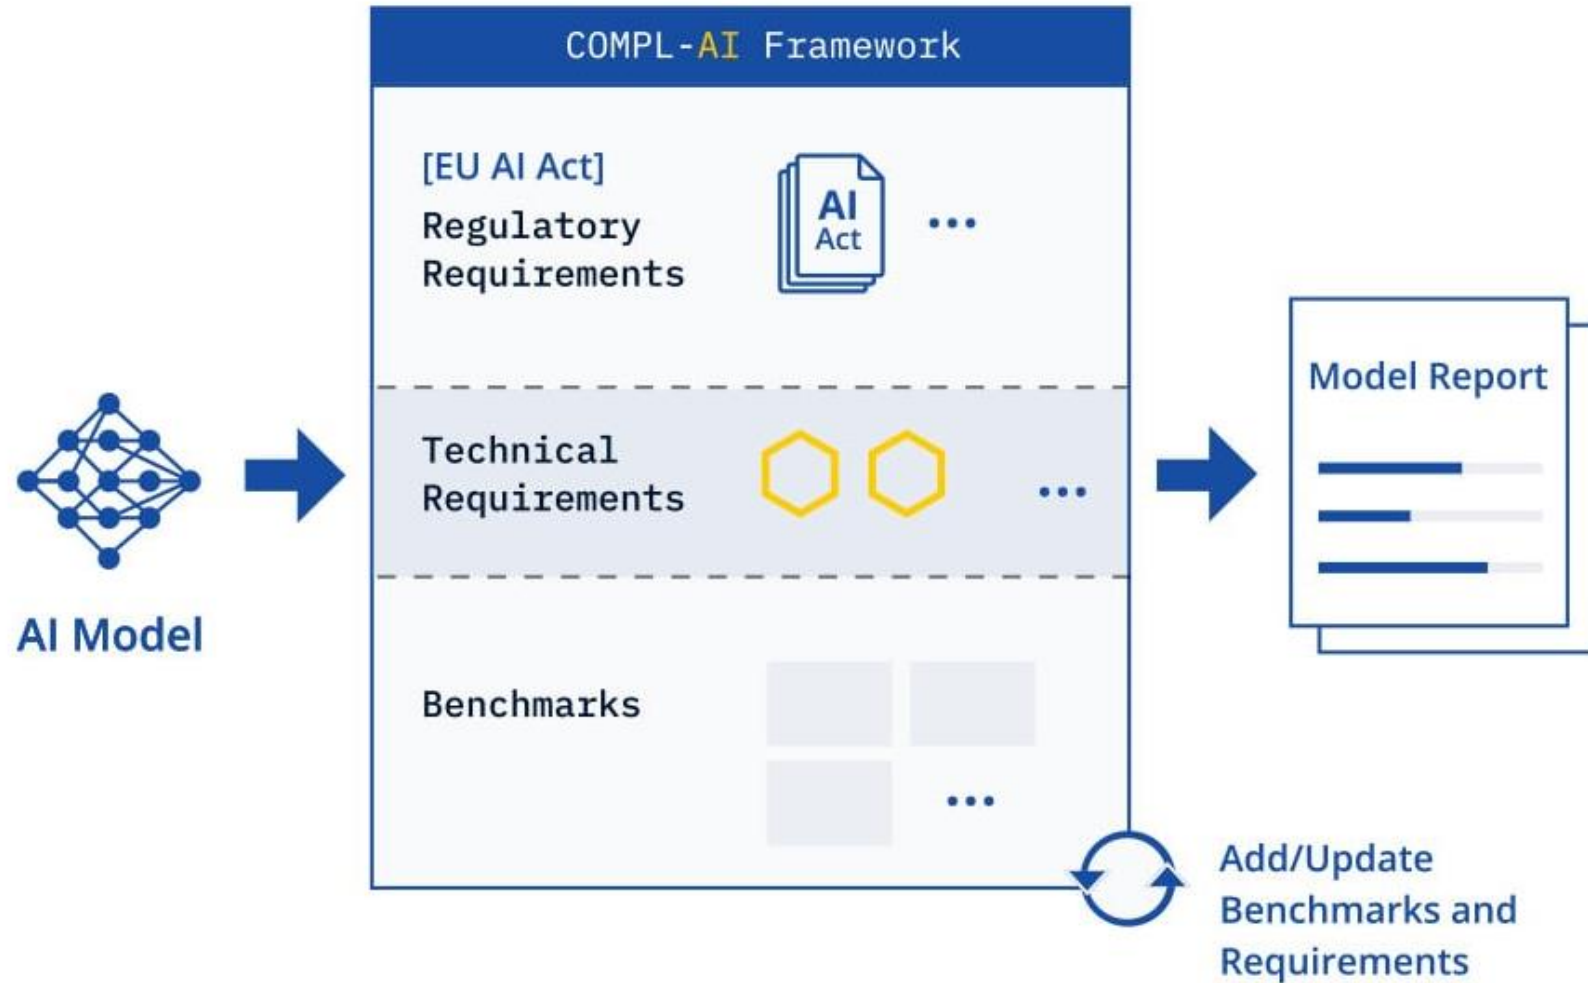 COMPL-AI Framework
[EU AI Act]
Regulatory
Requirements
AI
Act
Technical
Requirements
Benchmarks
AI Model
Model Report
Add/Update
Benchmarks and
Requirements